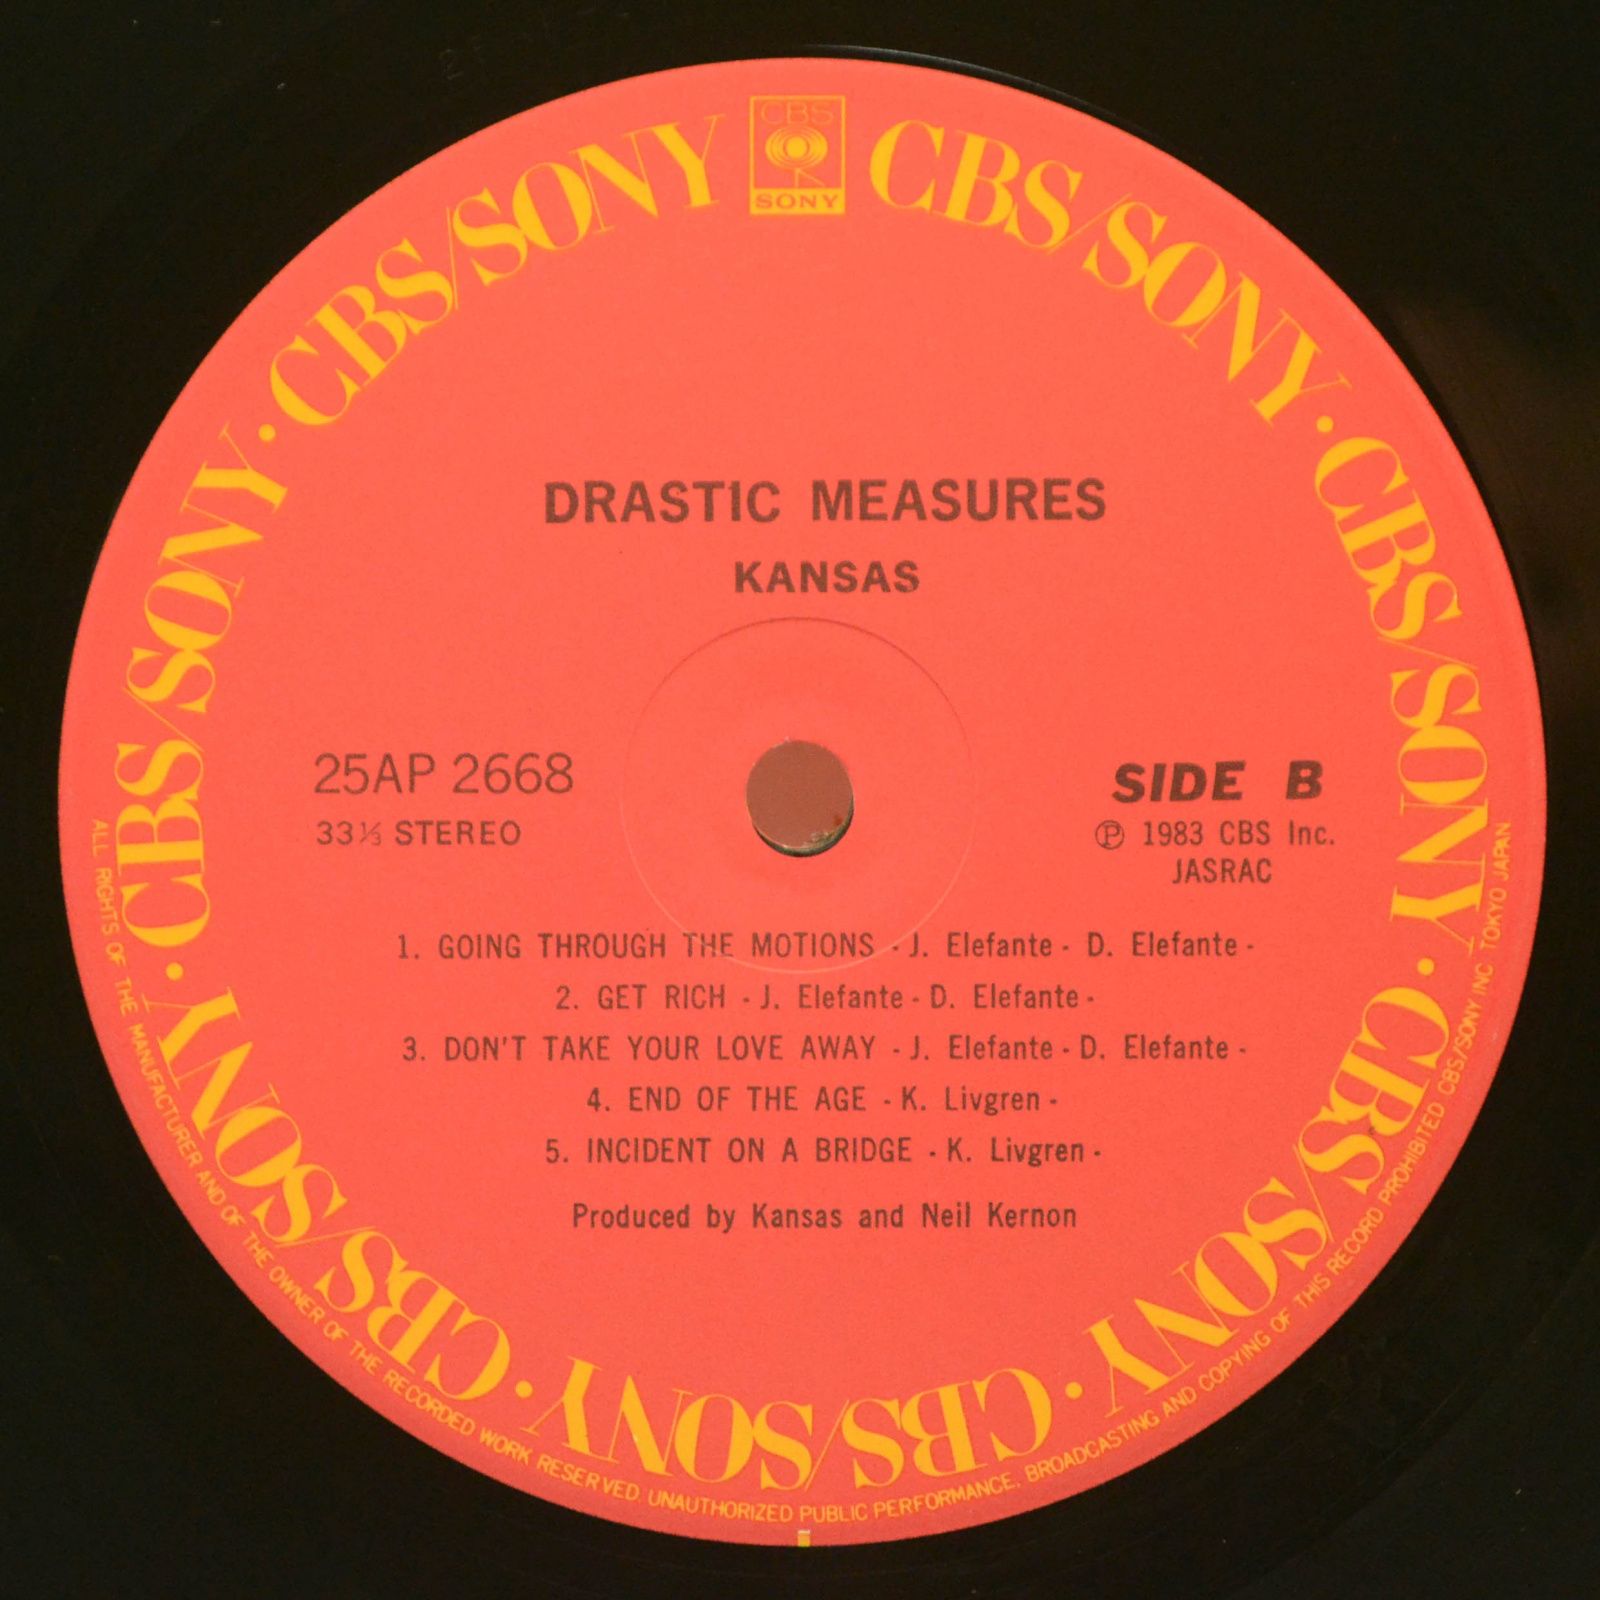 CBS
SONY
CBS/SONY · CBS/SONY · CBS/SONY · CBS/SONY · CBS/SONY · CBS/SONY · CBS/SONY
DRASTIC MEASURES
KANSAS
25AP 2668
33⅓ STEREO
SIDE B
Ⓟ 1983 CBS Inc.
JASRAC
1. GOING THROUGH THE MOTIONS - J. Elefante - D. Elefante -
2. GET RICH - J. Elefante - D. Elefante -
3. DON'T TAKE YOUR LOVE AWAY - J. Elefante - D. Elefante -
4. END OF THE AGE - K. Livgren -
5. INCIDENT ON A BRIDGE - K. Livgren -
Produced by Kansas and Neil Kernon
ALL RIGHTS OF THE MANUFACTURER AND OF THE OWNER OF THE RECORDED WORK RESERVED. UNAUTHORIZED PUBLIC PERFORMANCE, BROADCASTING AND COPYING OF THIS RECORD PROHIBITED CBS/SONY INC TOKYO JAPAN